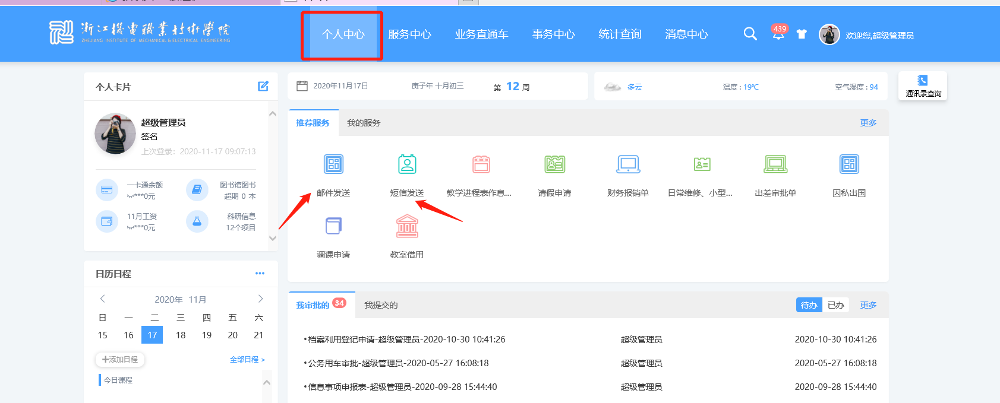 浙江機電職業技術學院
ZHEJIANG INSTITUTE OF MECHANICAL & ELECTRICAL ENGINEERING
个人中心 服务中心 业务直通车 事务中心 统计查询 消息中心 439 欢迎您,超级管理员
个人卡片
2020年11月17日 庚子年 十月初三 第 12 周
多云 温度 : 19℃ 空气湿度 : 94
通讯录查询
超级管理员
签名
上次登录：2020-11-17 09:07:13
一卡通余额
***0元
图书馆图书
超期 0 本
11月工资
***0元
科研信息
12个项目
推荐服务 我的服务 更多
邮件发送 短信发送 教学进程表作息... 请假申请 财务报销单 日常维修、小型... 出差审批单 因私出国
调课申请 教室借用
日历日程 •••
2020年 11月
日 一 二 三 四 五 六
15 16 17 18 19 20 21
添加日程 全部日程 >
今日课程
我审批的 34 我提交的 待办 已办 更多
•档案利用登记申请-超级管理员-2020-10-30 10:41:26 超级管理员 2020-10-30 10:41:26
•公务用车审批-超级管理员-2020-05-27 16:08:18 超级管理员 2020-05-27 16:08:18
•信息事项申报表-超级管理员-2020-09-28 15:44:40 超级管理员 2020-09-28 15:44:40